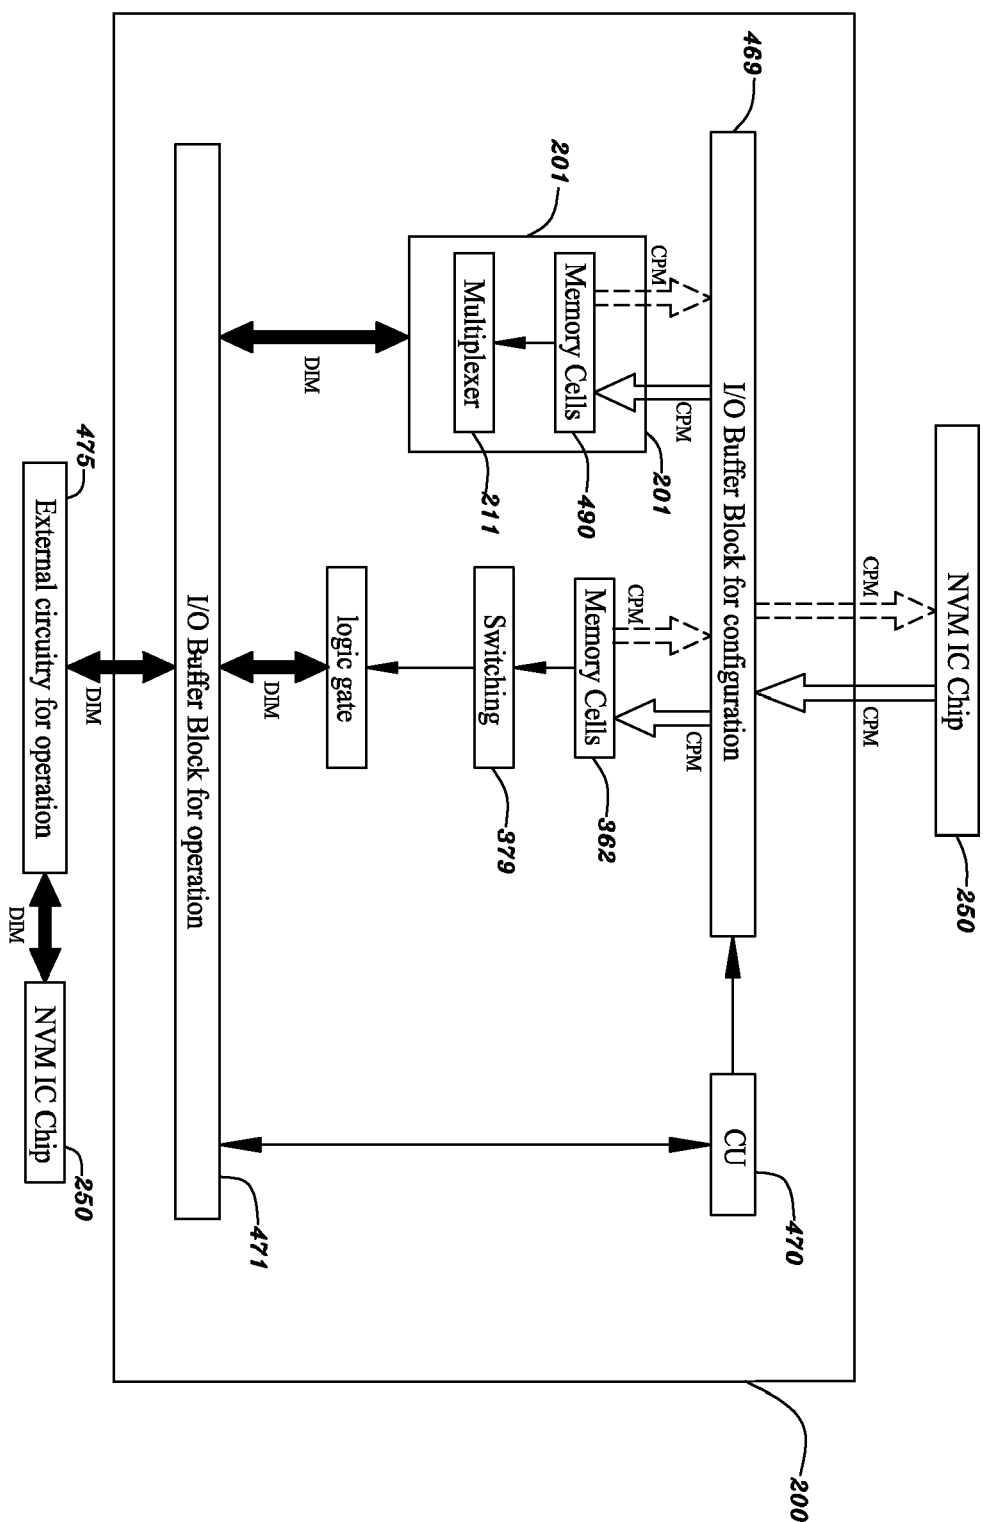 250
NVM IC Chip
CPM
CPM
469
I/O Buffer Block for configuration
CU
470
CPM
CPM
201
CPM
CPM
201
Memory Cells
490
Memory Cells
362
Multiplexer
211
Switching
379
logic gate
DIM
DIM
I/O Buffer Block for operation
471
200
DIM
475
External circuitry for operation
DIM
NVM IC Chip
250